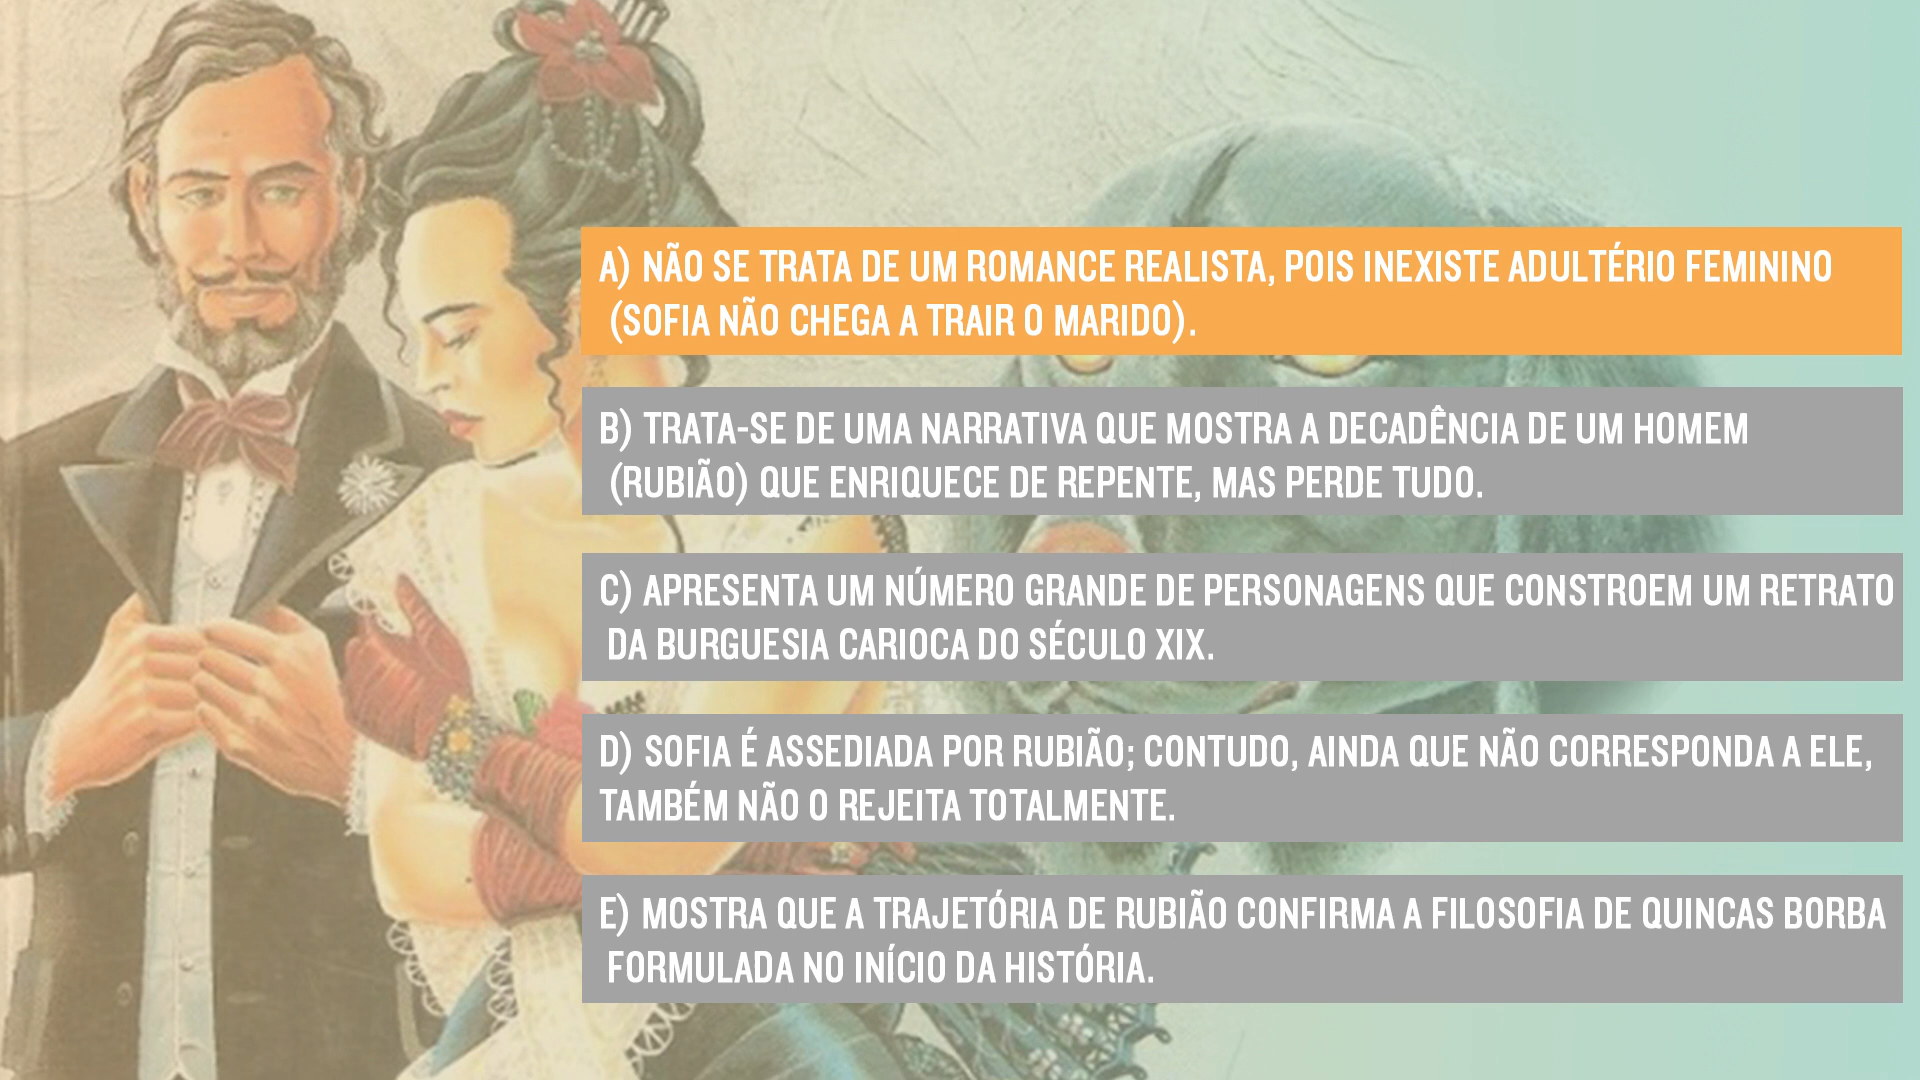 A) NÃO SE TRATA DE UM ROMANCE REALISTA, POIS INEXISTE ADULTÉRIO FEMININO
(SOFIA NÃO CHEGA A TRAIR O MARIDO).
B) TRATA-SE DE UMA NARRATIVA QUE MOSTRA A DECADÊNCIA DE UM HOMEM
(RUBIÃO) QUE ENRIQUECE DE REPENTE, MAS PERDE TUDO.
C) APRESENTA UM NÚMERO GRANDE DE PERSONAGENS QUE CONSTROEM UM RETRATO
DA BURGUESIA CARIOCA DO SÉCULO XIX.
D) SOFIA É ASSEDIADA POR RUBIÃO; CONTUDO, AINDA QUE NÃO CORRESPONDA A ELE,
TAMBÉM NÃO O REJEITA TOTALMENTE.
E) MOSTRA QUE A TRAJETÓRIA DE RUBIÃO CONFIRMA A FILOSOFIA DE QUINCAS BORBA
FORMULADA NO INÍCIO DA HISTÓRIA.